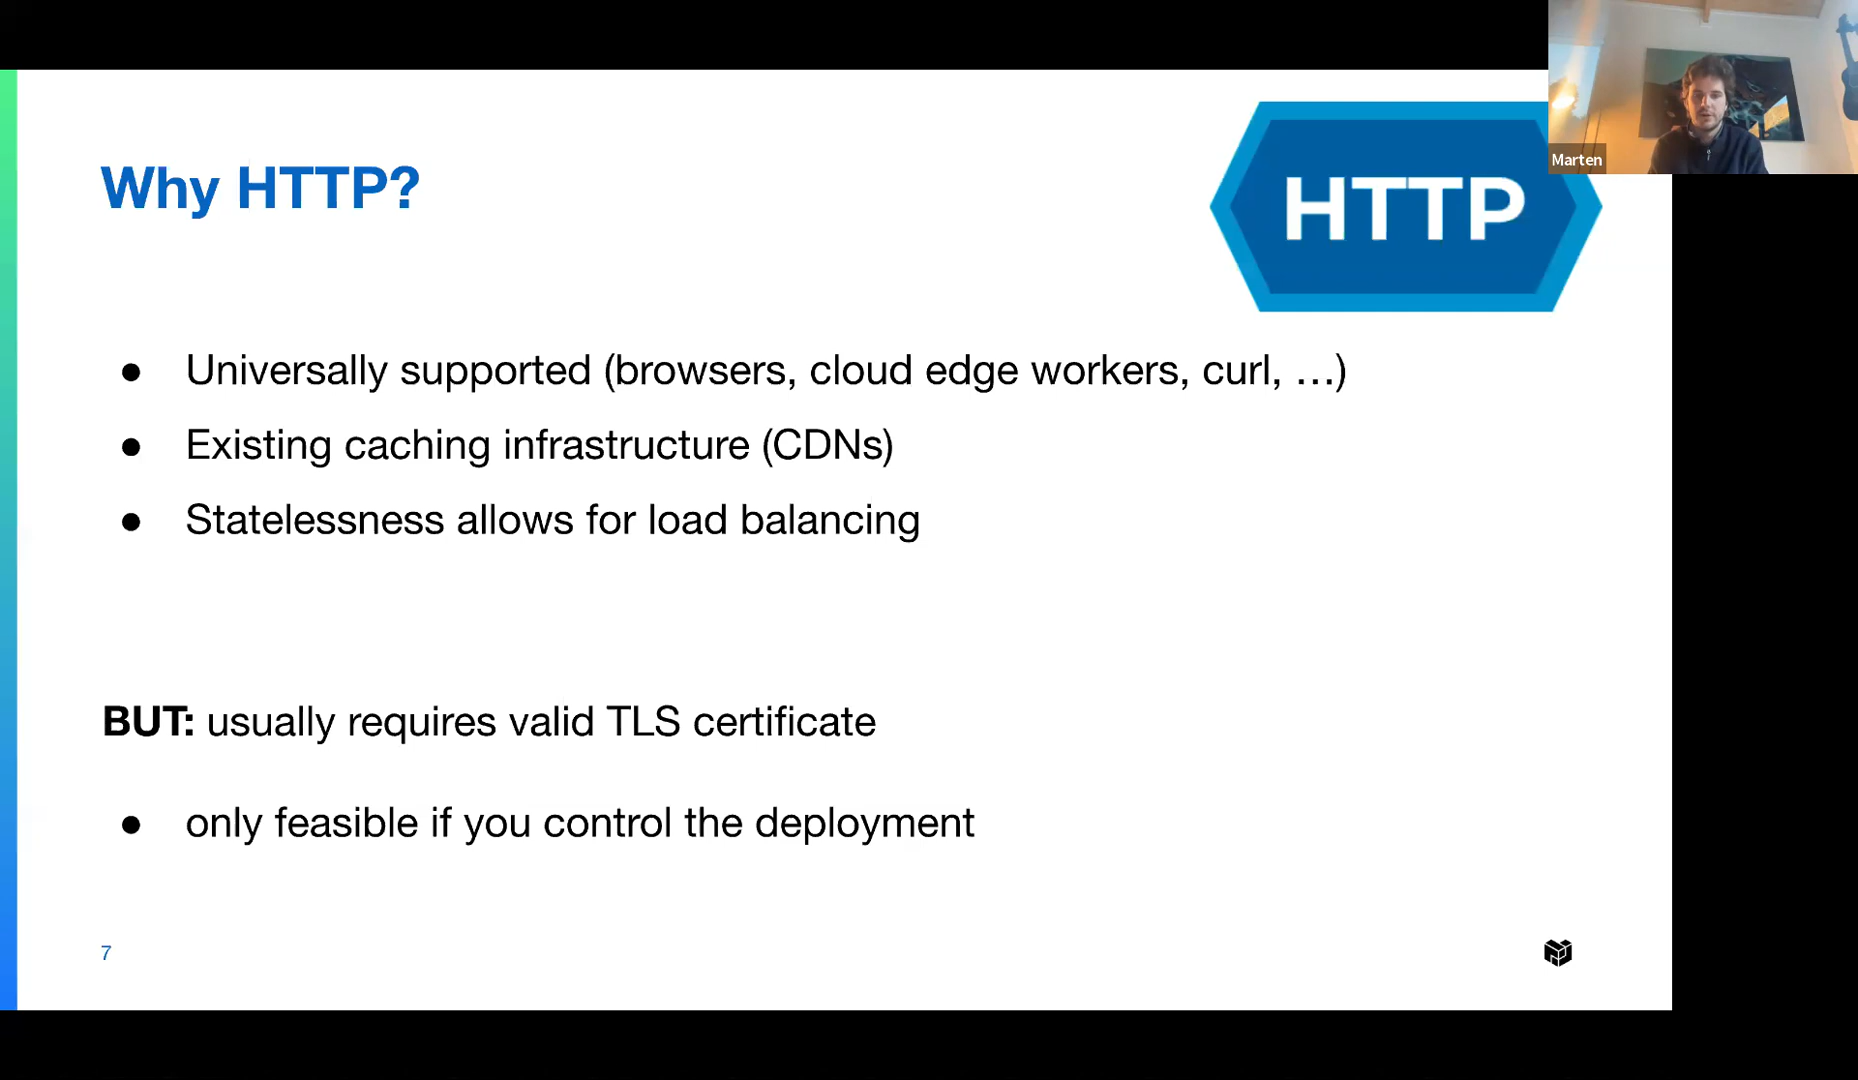 Why HTTP?
HTTP
Marten
● Universally supported (browsers, cloud edge workers, curl, …)
● Existing caching infrastructure (CDNs)
● Statelessness allows for load balancing
BUT: usually requires valid TLS certificate
● only feasible if you control the deployment
7